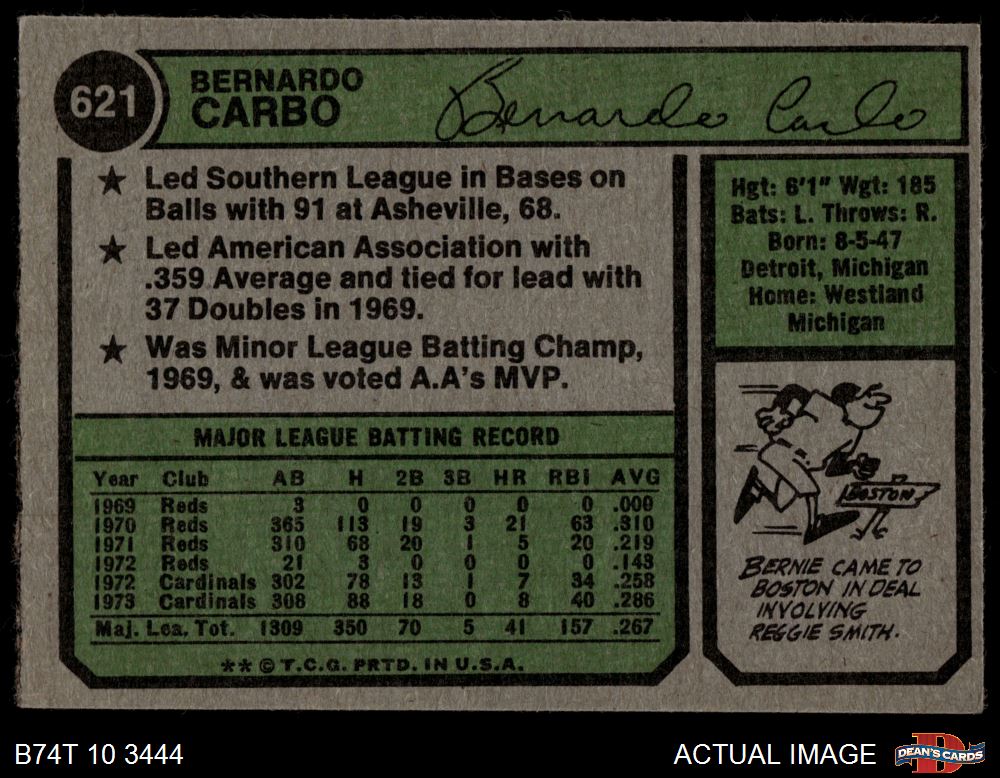 621
BERNARDO
CARBO
Bernardo Carbo
★ Led Southern League in Bases on
Balls with 91 at Asheville, 68.
★ Led American Association with
.359 Average and tied for lead with
37 Doubles in 1969.
★ Was Minor League Batting Champ,
1969, & was voted A.A's MVP.
Hgt: 6'1" Wgt: 185
Bats: L. Throws: R.
Born: 8-5-47
Detroit, Michigan
Home: Westland
Michigan
MAJOR LEAGUE BATTING RECORD
Year Club AB H 2B 3B HR RBI AVG
1969 Reds 3 0 0 0 0 0 .000
1970 Reds 365 113 19 3 21 63 .310
1971 Reds 310 68 20 1 5 20 .219
1972 Reds 21 3 0 0 0 0 .143
1972 Cardinals 302 78 13 1 7 34 .258
1973 Cardinals 308 88 18 0 8 40 .286
Maj. Lea. Tot. 1309 350 70 5 41 157 .267
** © T.C.G. PRTD. IN U.S.A.
BOSTON
BERNIE CAME TO
BOSTON IN DEAL
INVOLVING
REGGIE SMITH.
B74T 10 3444
ACTUAL IMAGE
DEAN'S CARDS